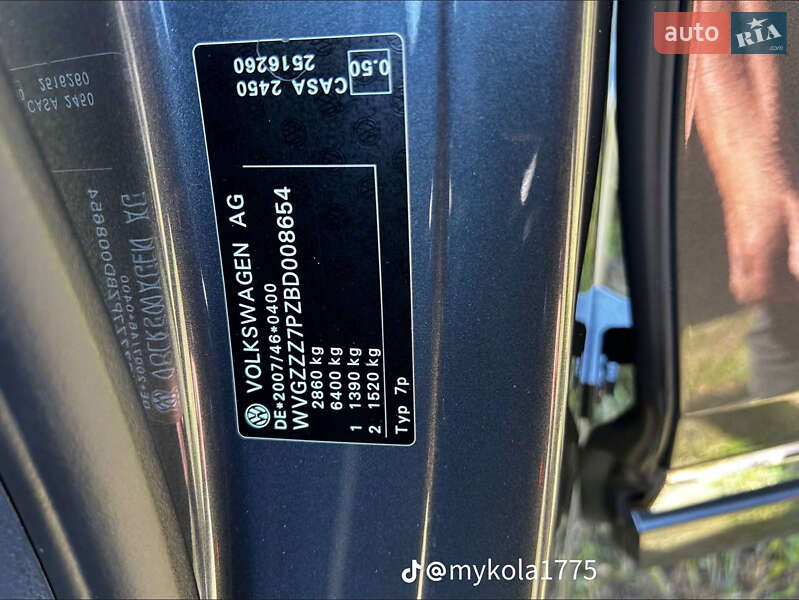 VOLKSWAGEN AG
DE*2007/46*0400
WVGZZZ7PZBD008654
2860 kg
6400 kg
1 1390 kg
2 1520 kg
Typ 7p
CASA 2450
2516260
0.50
auto RIA
.com
@mykola1775